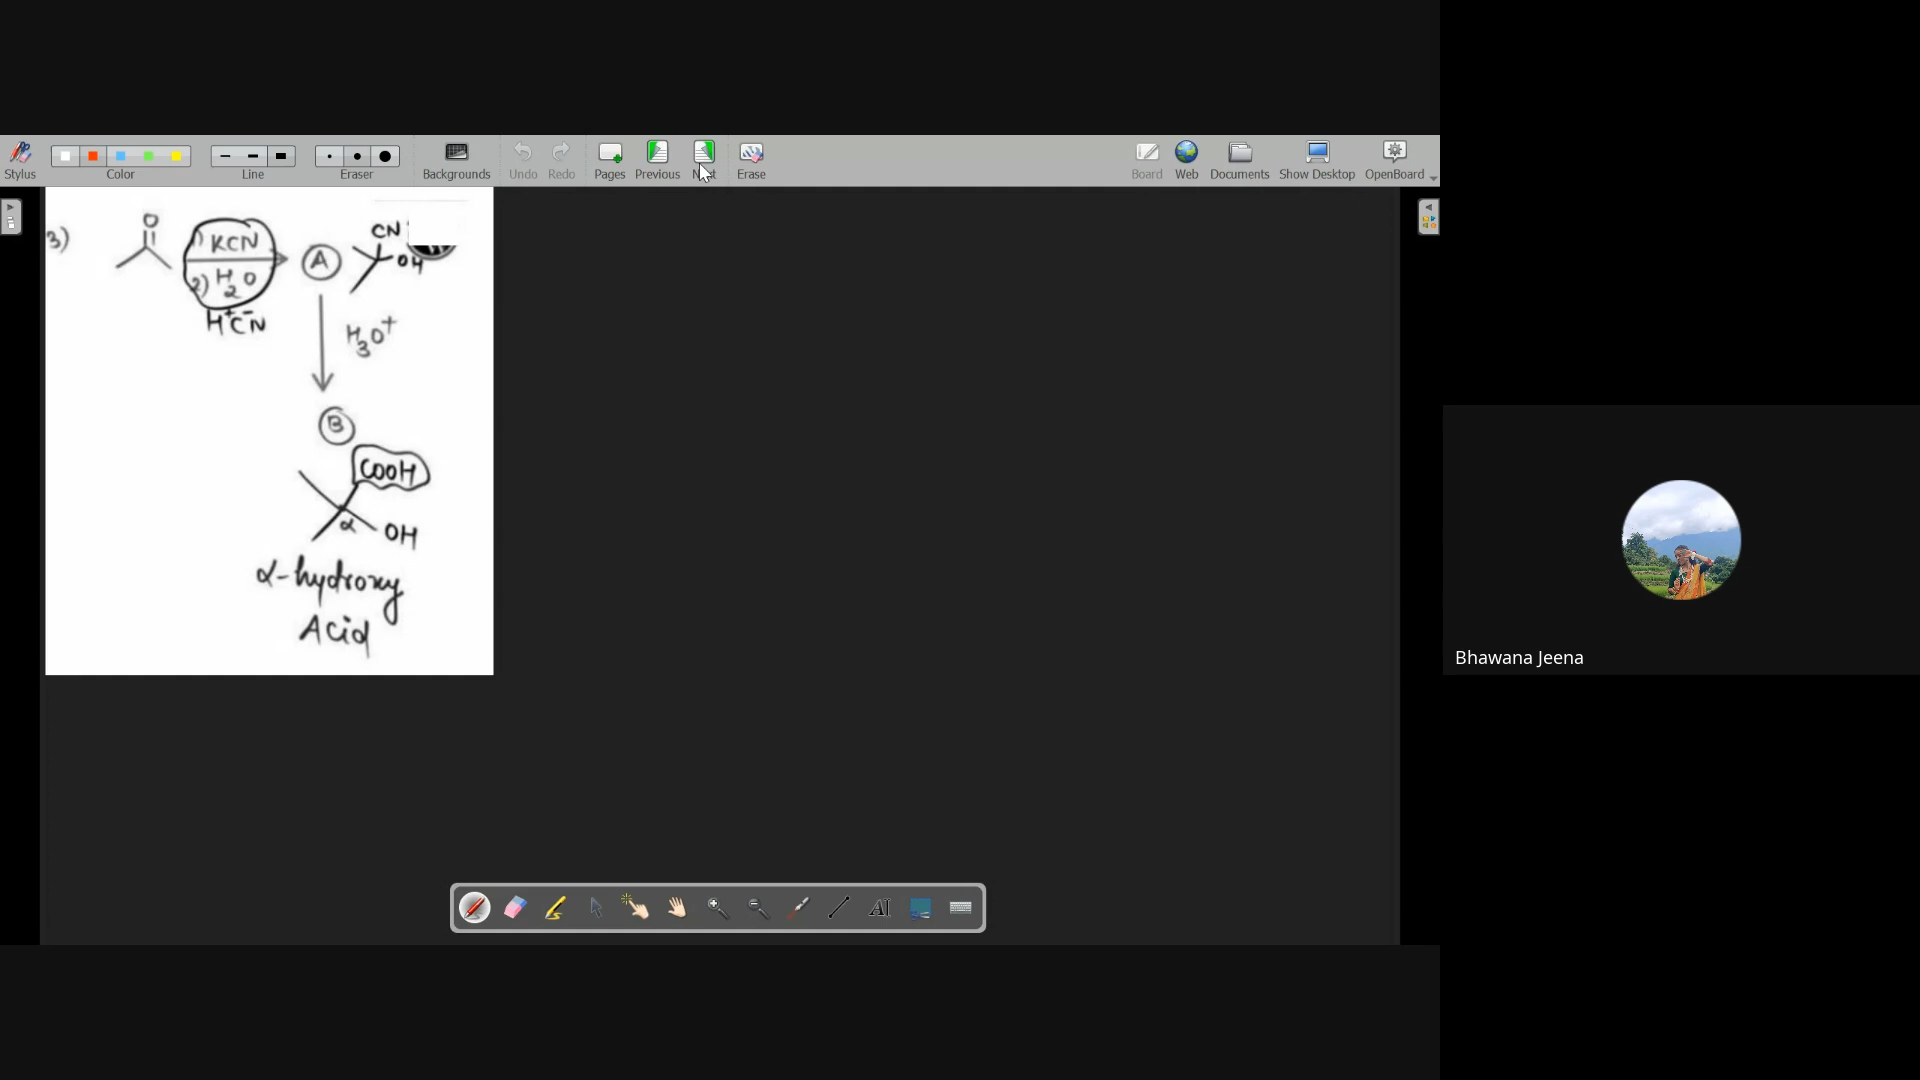 Stylus Color Line Eraser Backgrounds Undo Redo Pages Previous Erase Board Web Documents Show Desktop OpenBoard
3) O 1) KCN A CN OH
2) H2O
H+CN-
H3O+
B
COOH
α OH
α-hydroxy
Acid
AI
Bhawana Jeena